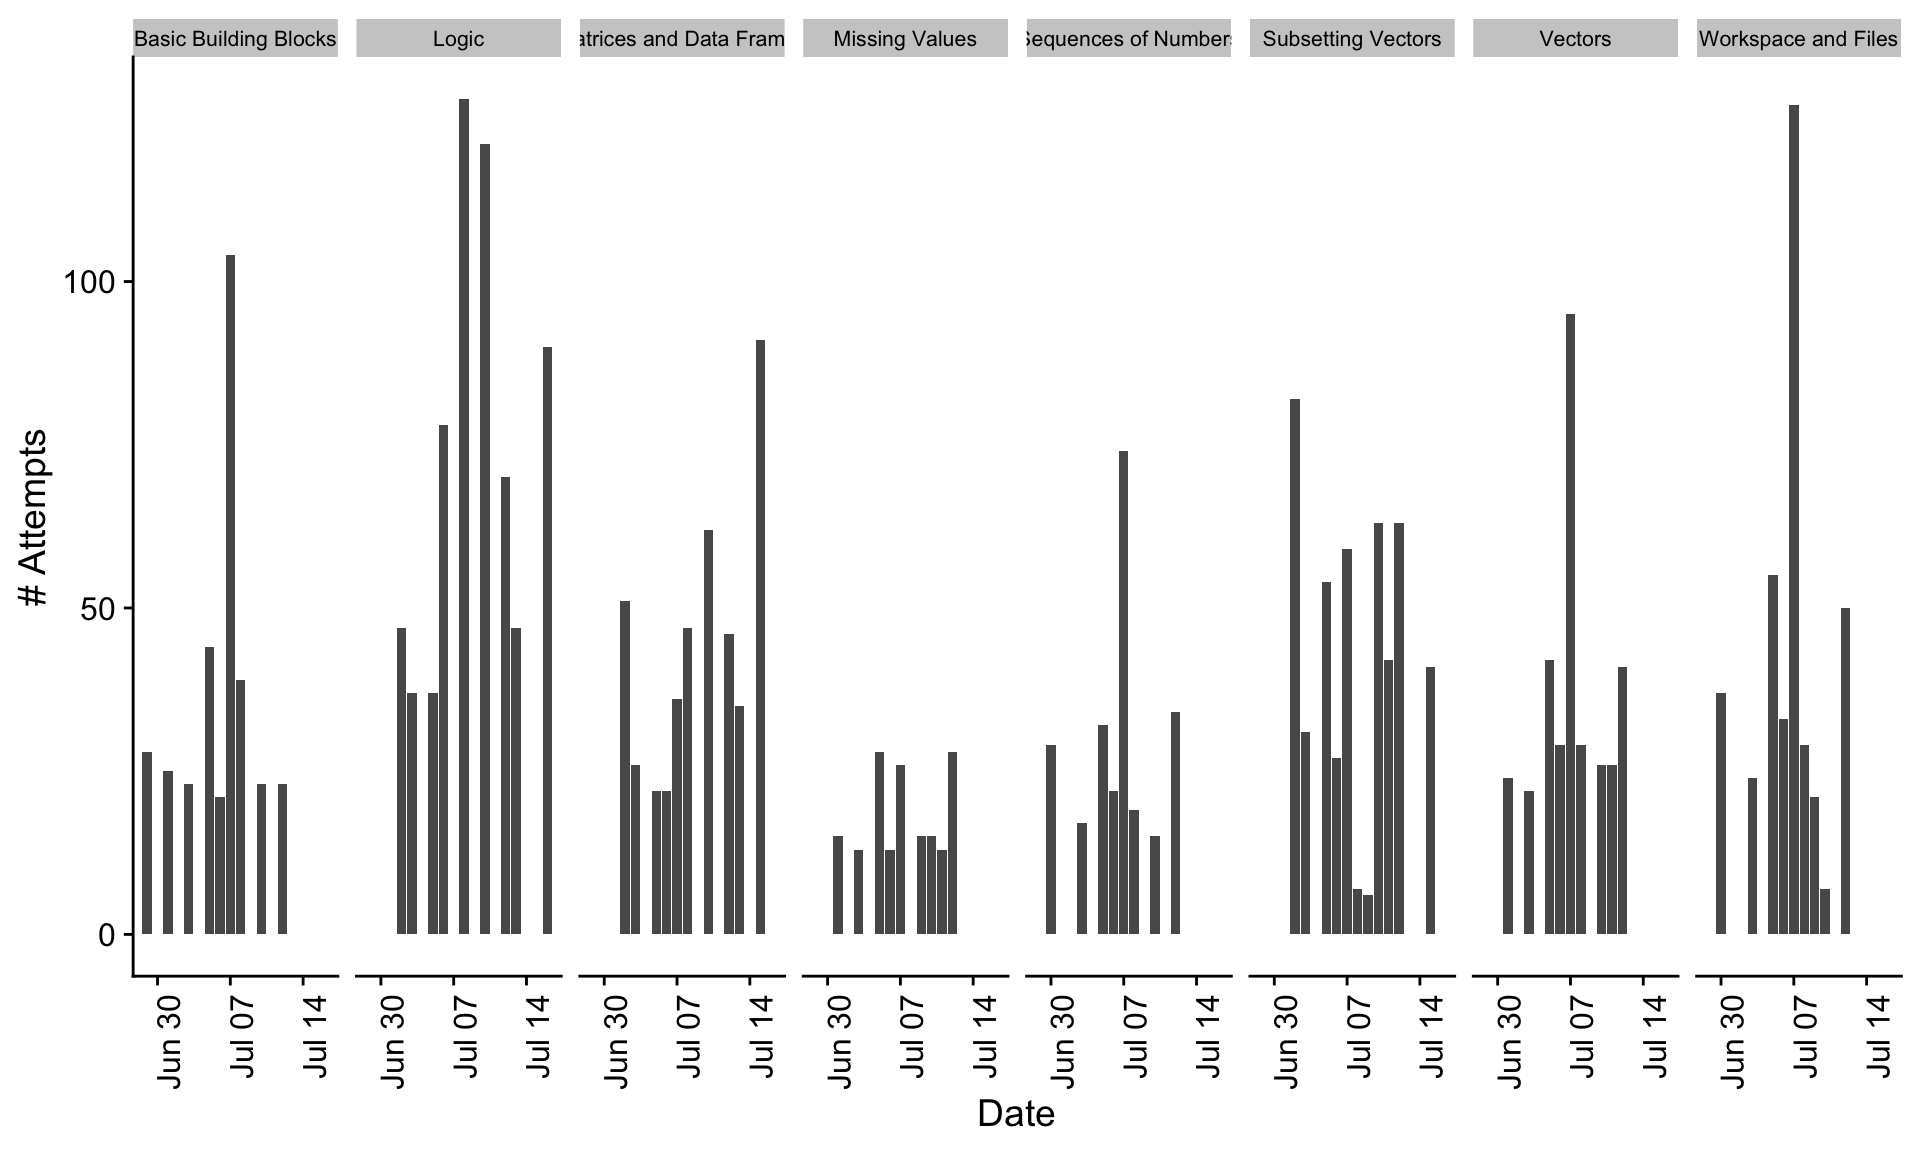 Basic Building Blocks
Logic
atrices and Data Fram
Missing Values
Sequences of Numbers
Subsetting Vectors
Vectors
Workspace and Files
# Attempts
100
50
0
Jun 30
Jul 07
Jul 14
Jun 30
Jul 07
Jul 14
Jun 30
Jul 07
Jul 14
Jun 30
Jul 07
Jul 14
Jun 30
Jul 07
Jul 14
Jun 30
Jul 07
Jul 14
Jun 30
Jul 07
Jul 14
Jun 30
Jul 07
Jul 14
Date